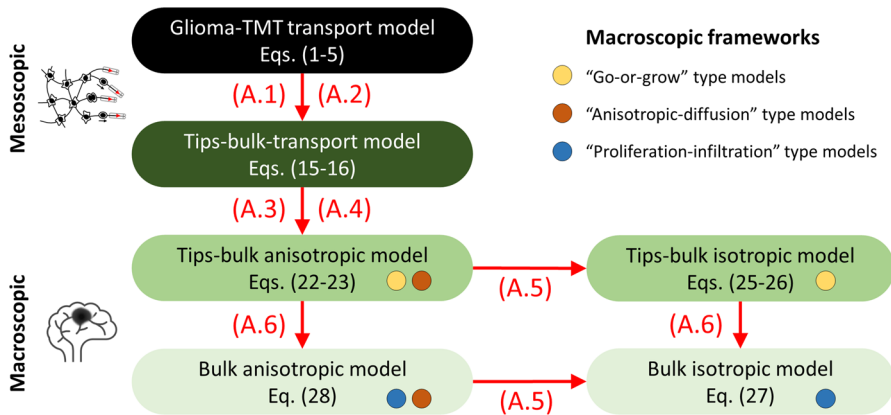 Mesoscopic
Glioma-TMT transport model
Eqs. (1-5)
(A.1) (A.2)
Tips-bulk-transport model
Eqs. (15-16)
Macroscopic frameworks
“Go-or-grow” type models
“Anisotropic-diffusion” type models
“Proliferation-infiltration” type models
Macroscopic
(A.3) (A.4)
Tips-bulk anisotropic model
Eqs. (22-23)
(A.5)
Tips-bulk isotropic model
Eqs. (25-26)
(A.6)
(A.6)
Bulk anisotropic model
Eq. (28)
(A.5)
Bulk isotropic model
Eq. (27)